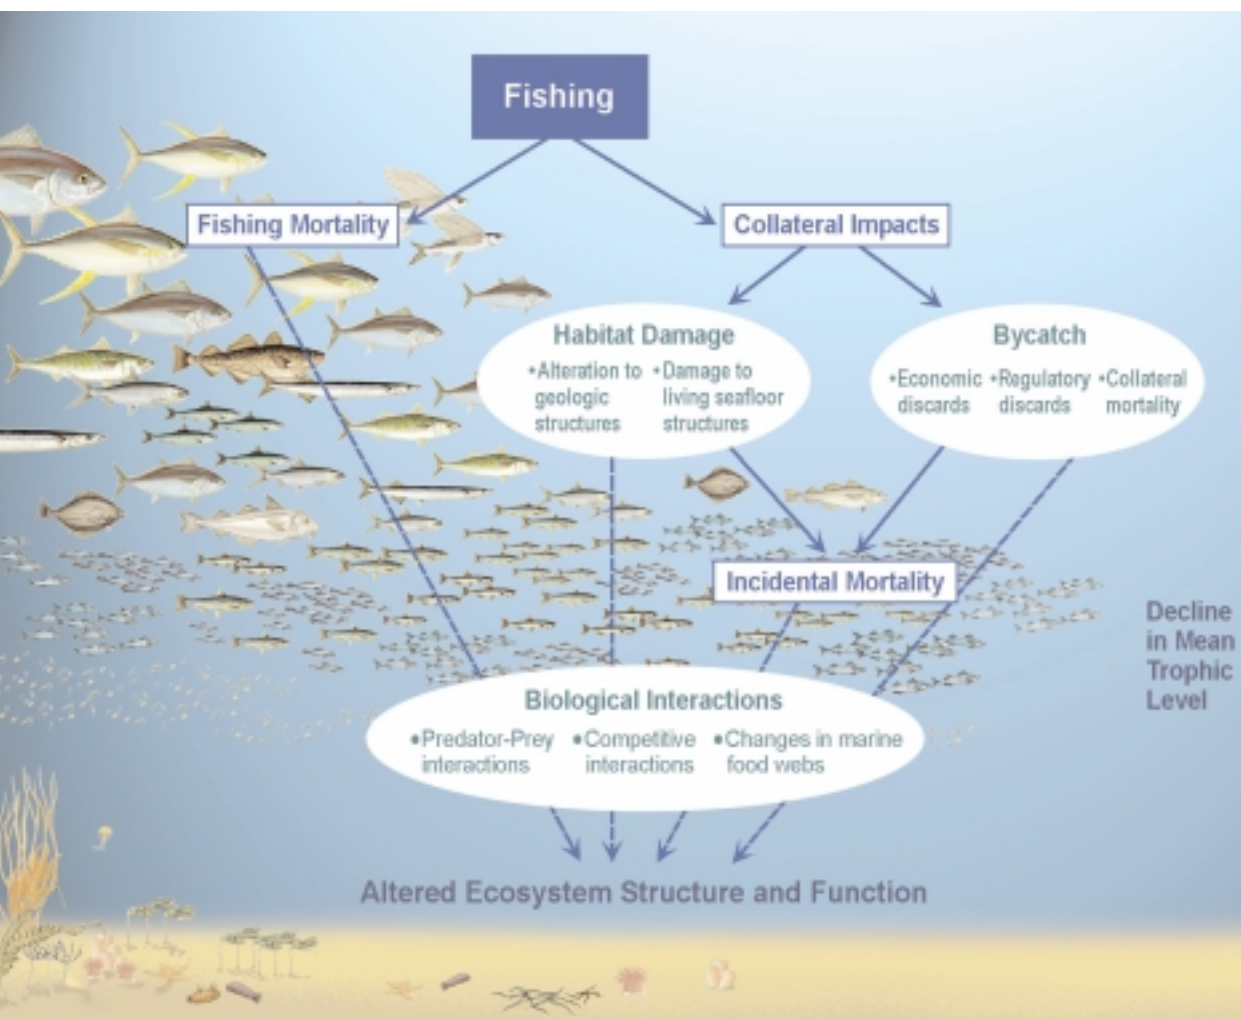 Fishing
Fishing Mortality
Collateral Impacts
Habitat Damage
•Alteration to
geologic
structures
•Damage to
living seafloor
structures
Bycatch
•Economic
discards
•Regulatory
discards
•Collateral
mortality
Incidental Mortality
Decline
in Mean
Trophic
Level
Biological Interactions
•Predator-Prey
interactions
•Competitive
interactions
•Changes in marine
food webs
Altered Ecosystem Structure and Function